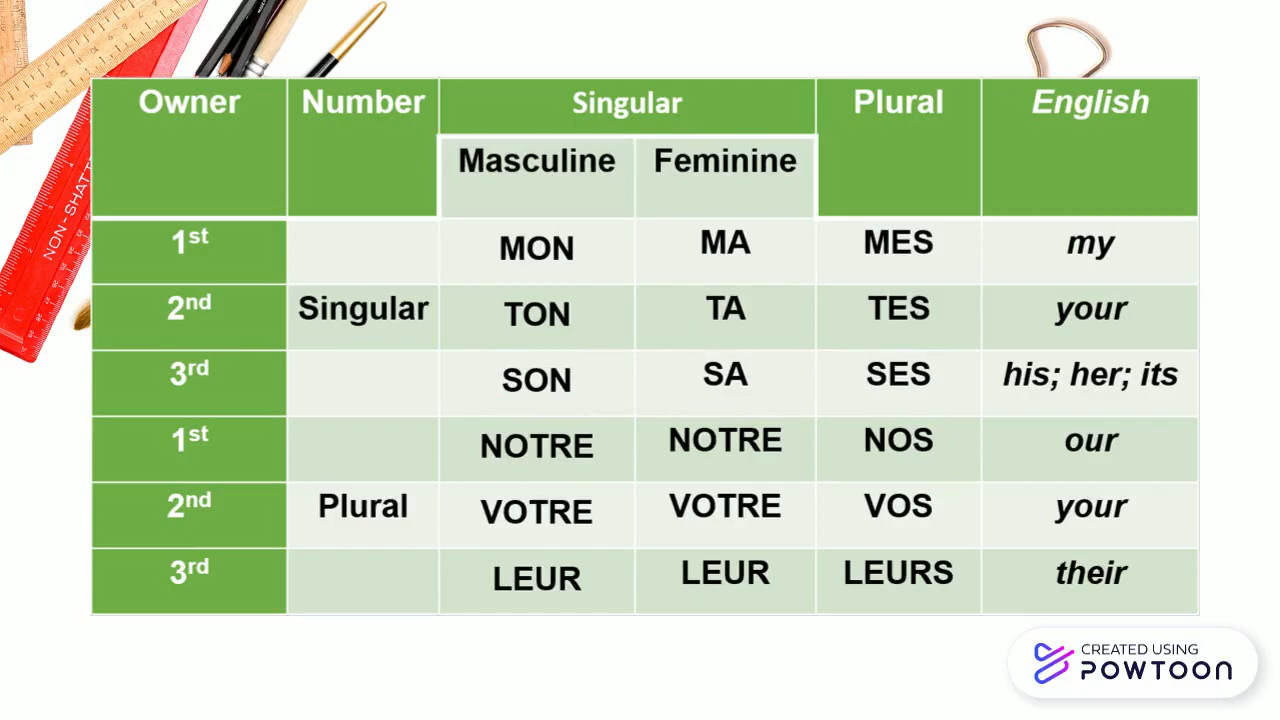 Owner Number Singular Plural English
Masculine Feminine
1st MON MA MES my
2nd Singular TON TA TES your
3rd SON SA SES his; her; its
1st NOTRE NOTRE NOS our
2nd Plural VOTRE VOTRE VOS your
3rd LEUR LEUR LEURS their
NON-SHATT
CREATED USING
POWTOON